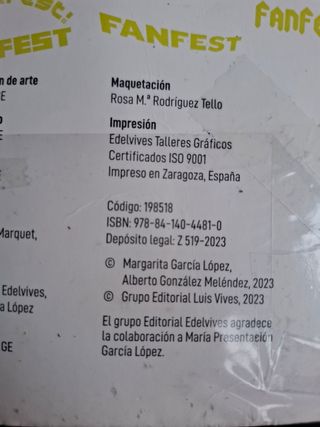 FEST
FANFEST
FANFE
n de arte
E
Maquetación
Rosa M.ª Rodríguez Tello
o
E
Impresión
Edelvives Talleres Gráficos
Certificados ISO 9001
Impreso en Zaragoza, España
Código: 198518
ISBN: 978-84-140-4481-0
Depósito legal: Z 519-2023
Marquet,
© Margarita García López,
Alberto González Meléndez, 2023
© Grupo Editorial Luis Vives, 2023
Edelvives,
a López
El grupo Editorial Edelvives agradece
la colaboración a María Presentación
García López.
GE